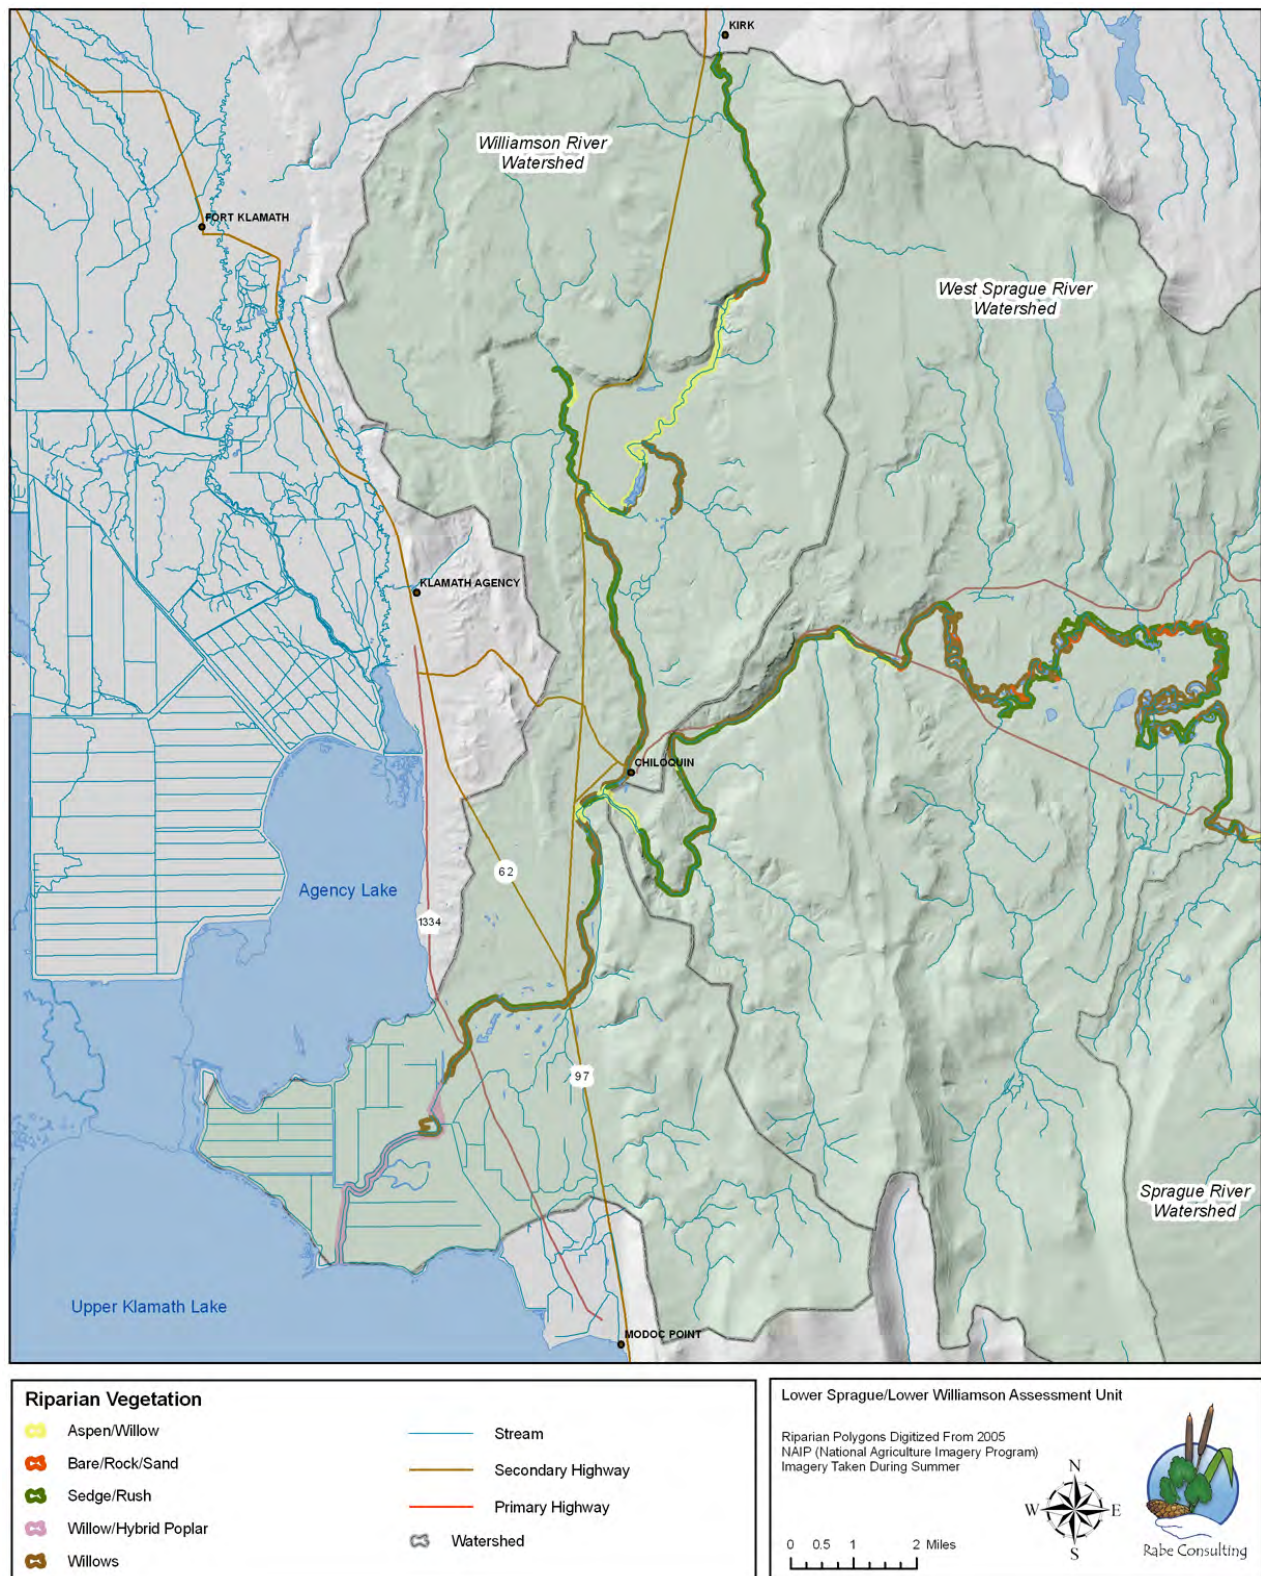 KIRK
Williamson River
Watershed
FORT KLAMATH
West Sprague River
Watershed
KLAMATH AGENCY
CHILOQUIN
62
Agency Lake
1334
97
Sprague River
Watershed
Upper Klamath Lake
MODOC POINT
Riparian Vegetation
Aspen/Willow
Bare/Rock/Sand
Sedge/Rush
Willow/Hybrid Poplar
Willows
Stream
Secondary Highway
Primary Highway
Watershed
Lower Sprague/Lower Williamson Assessment Unit
Riparian Polygons Digitized From 2005
NAIP (National Agriculture Imagery Program)
Imagery Taken During Summer
N
W E
S
0 0.5 1 2 Miles
Rabe Consulting